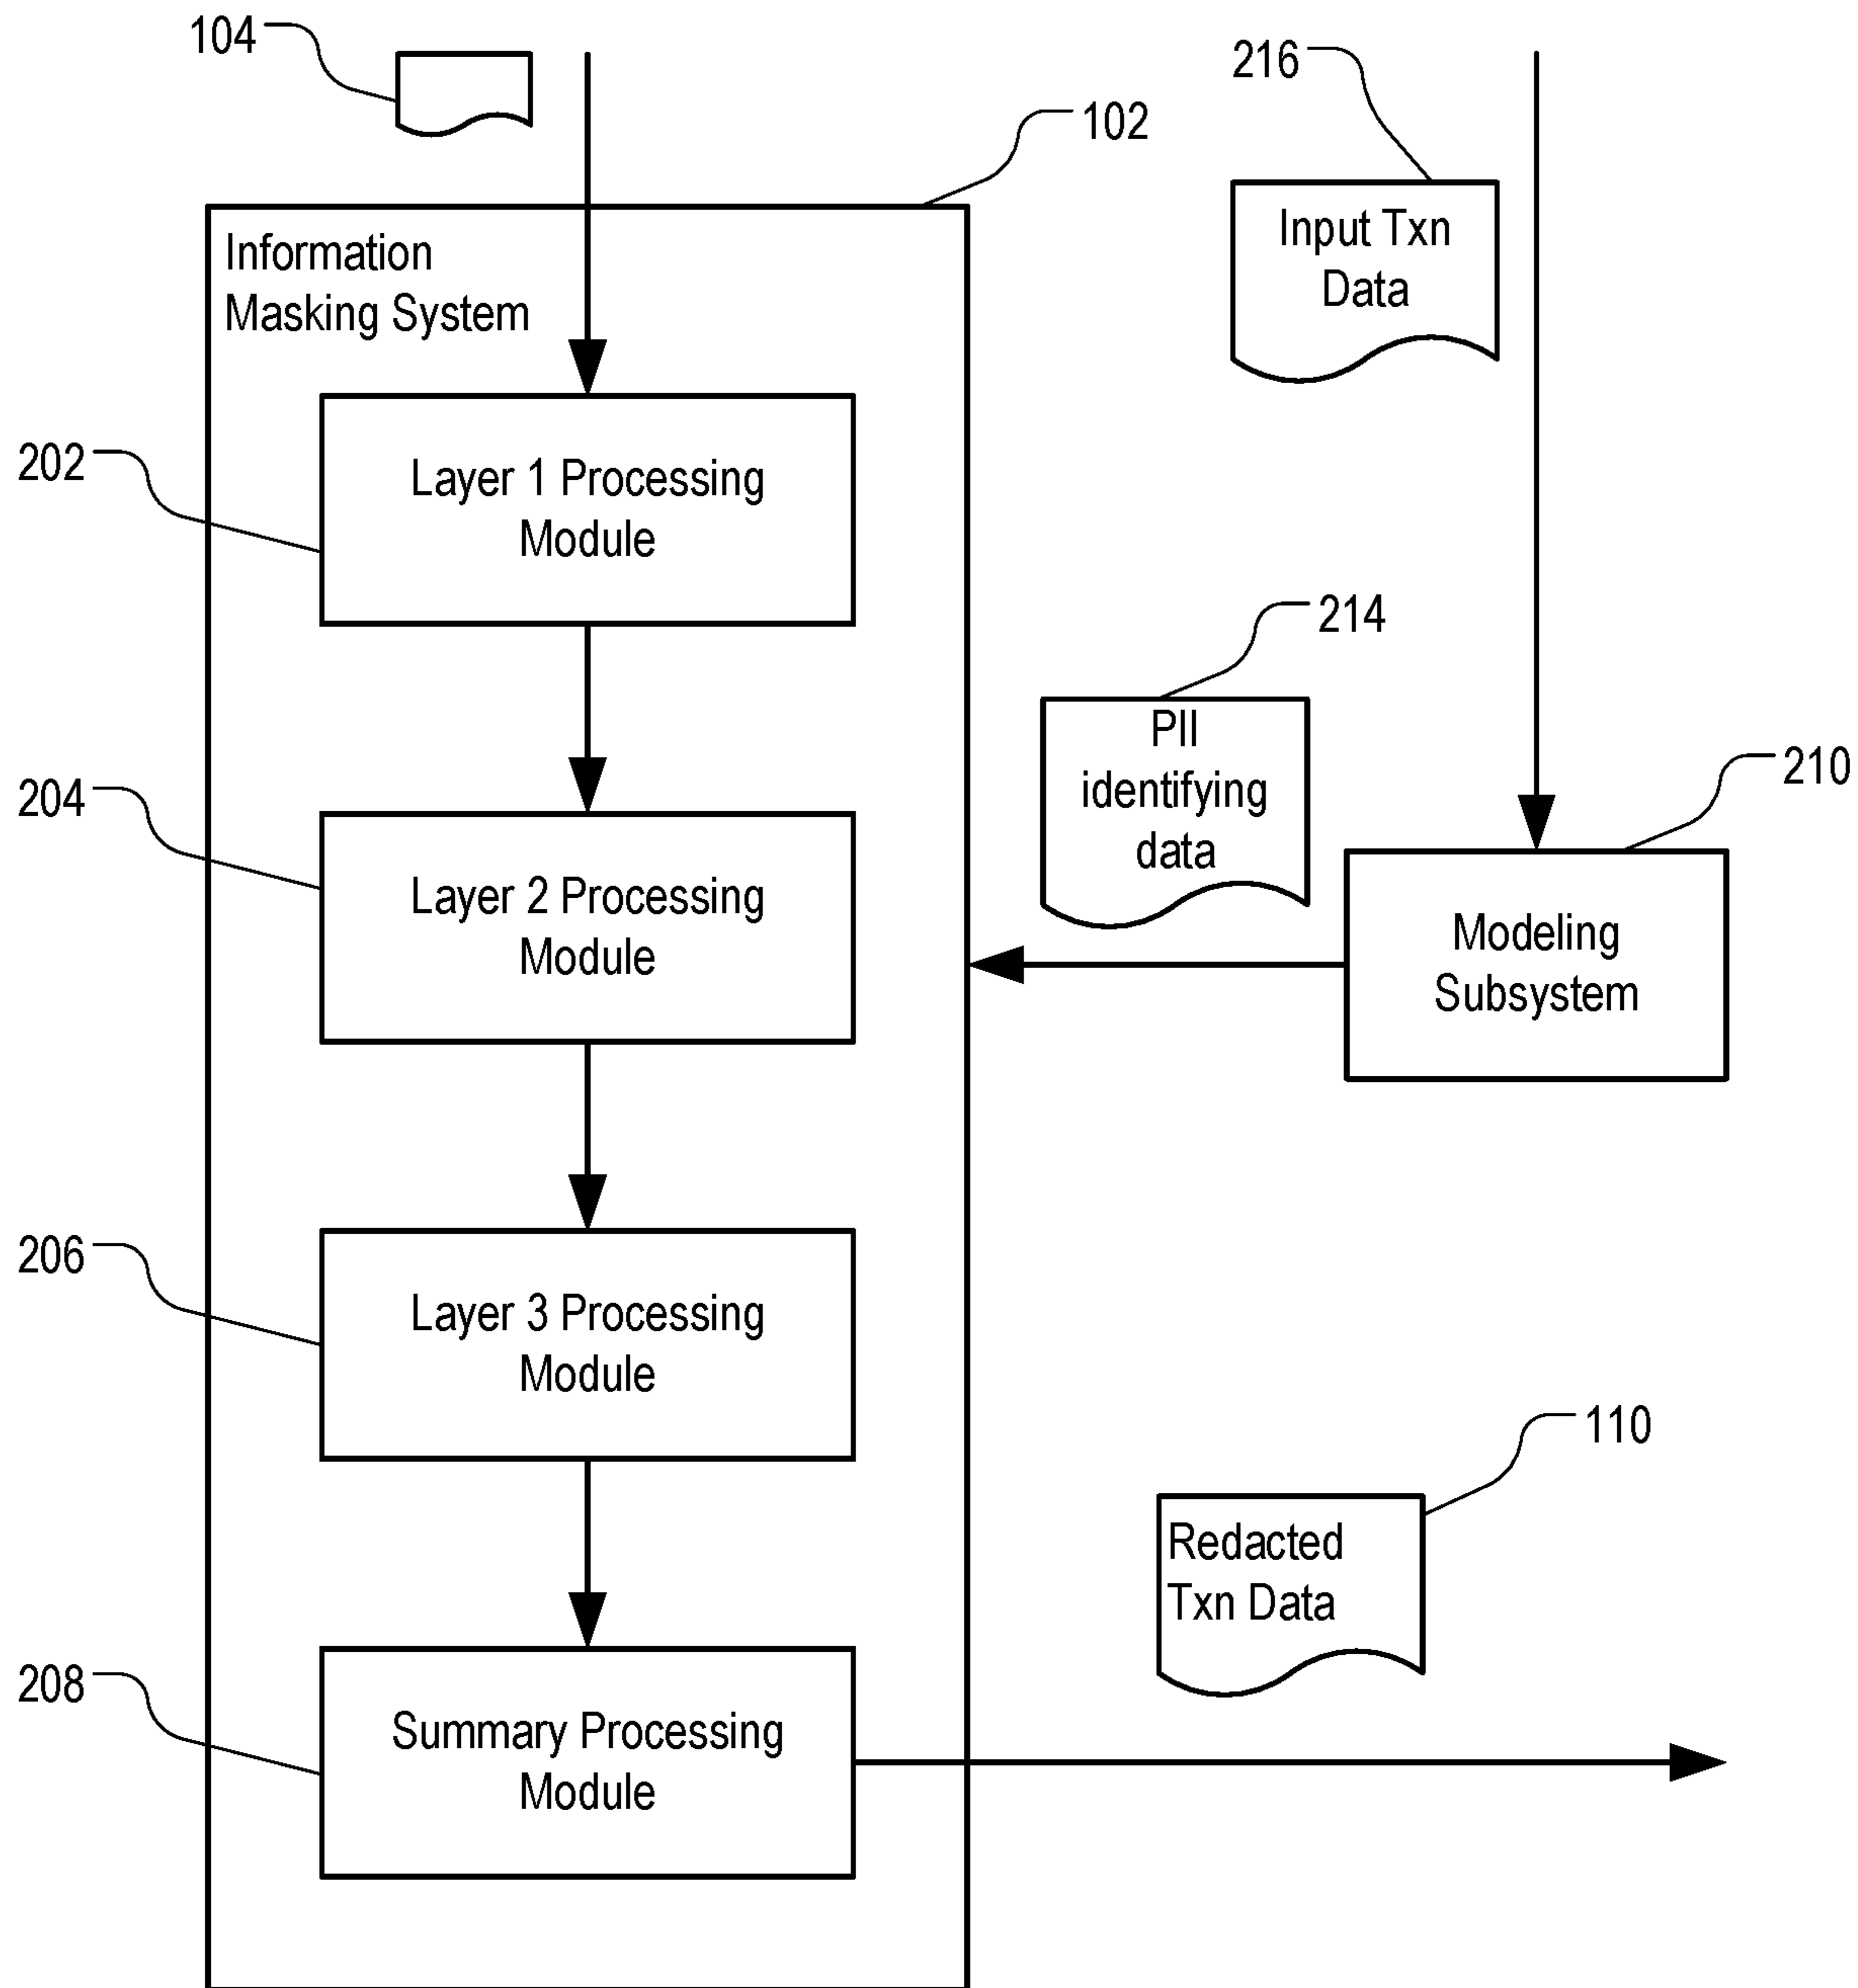 104
216
102
Information
Masking System
Input Txn
Data
202
Layer 1 Processing
Module
214
PII
identifying
data
204
210
Layer 2 Processing
Module
Modeling
Subsystem
206
Layer 3 Processing
Module
110
Redacted
Txn Data
208
Summary Processing
Module